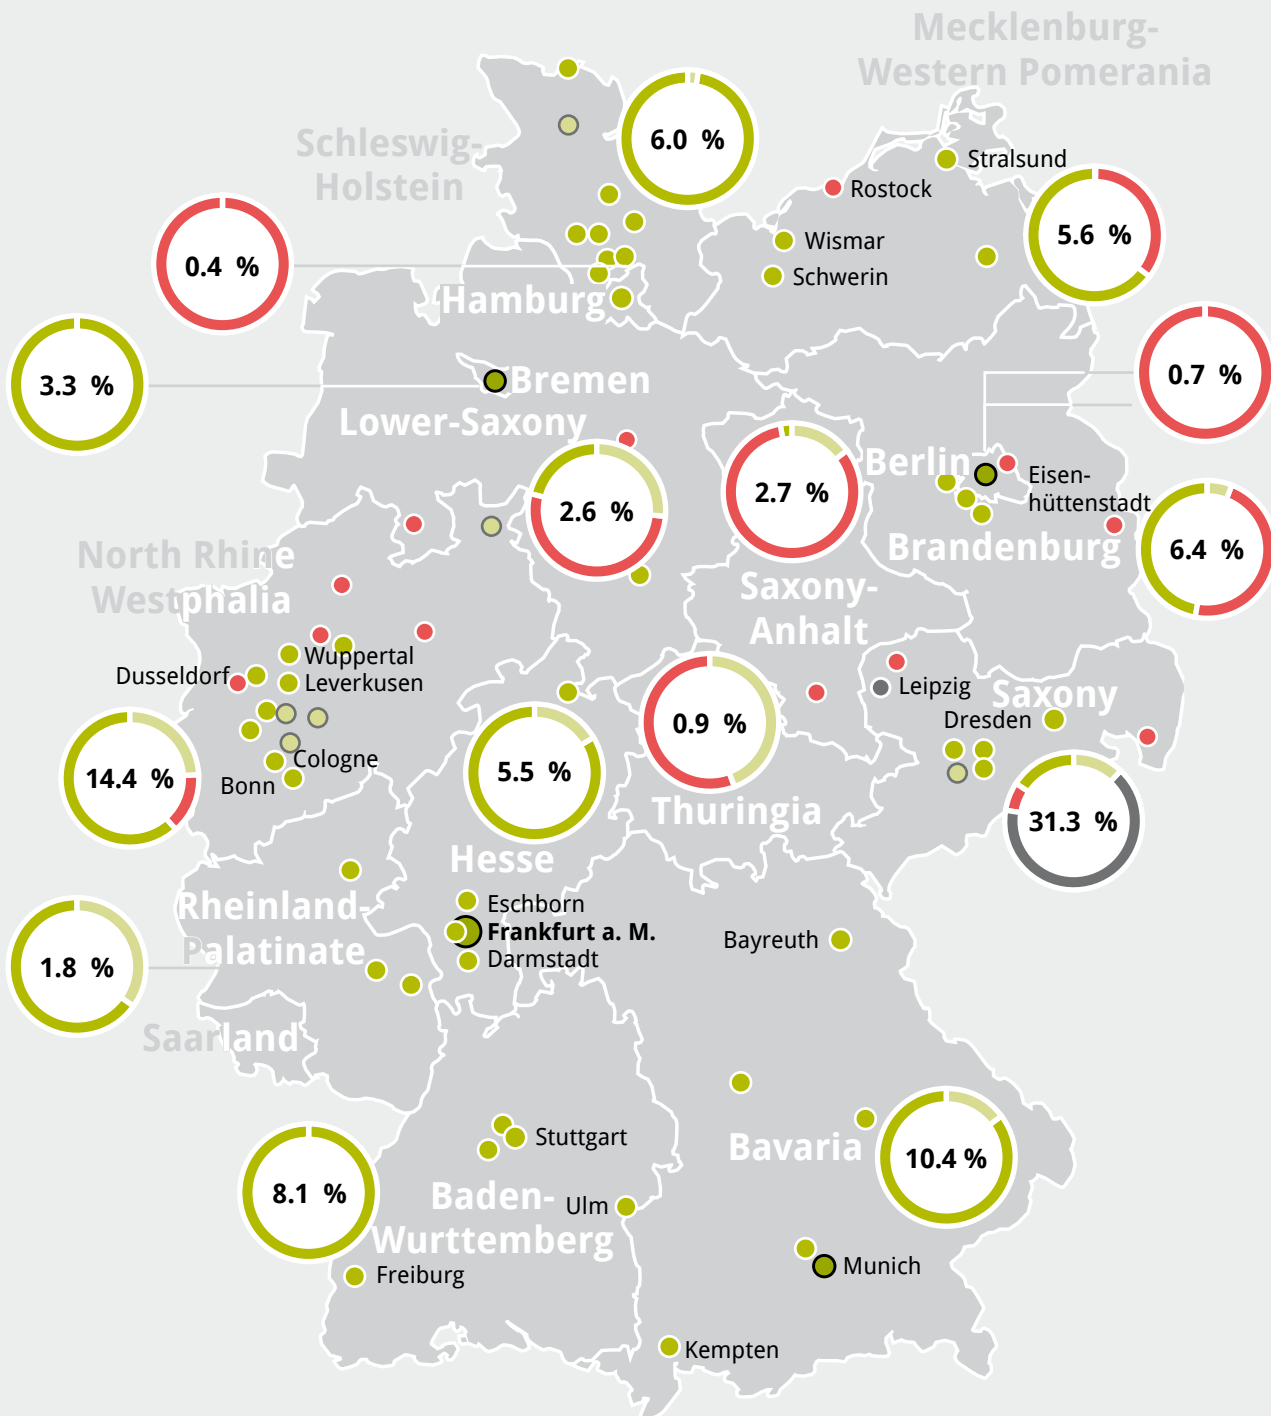 Mecklenburg-
Western Pomerania
6.0 %
Schleswig-
Holstein
Stralsund
Rostock
5.6 %
Wismar
0.4 %
Schwerin
Hamburg
3.3 %
0.7 %
Bremen
Lower-Saxony
Berlin
Eisen-
hüttenstadt
2.7 %
2.6 %
Brandenburg
6.4 %
North Rhine
Westphalia
Saxony-
Anhalt
Wuppertal
Dusseldorf
Leverkusen
Leipzig
Saxony
Dresden
0.9 %
Cologne
14.4 %
5.5 %
Bonn
Thuringia
31.3 %
Hesse
Eschborn
Rheinland-
Palatinate
Frankfurt a. M.
Bayreuth
Darmstadt
1.8 %
Saarland
Stuttgart
Bavaria
10.4 %
8.1 %
Baden-
Wurttemberg
Ulm
Munich
Freiburg
Kempten